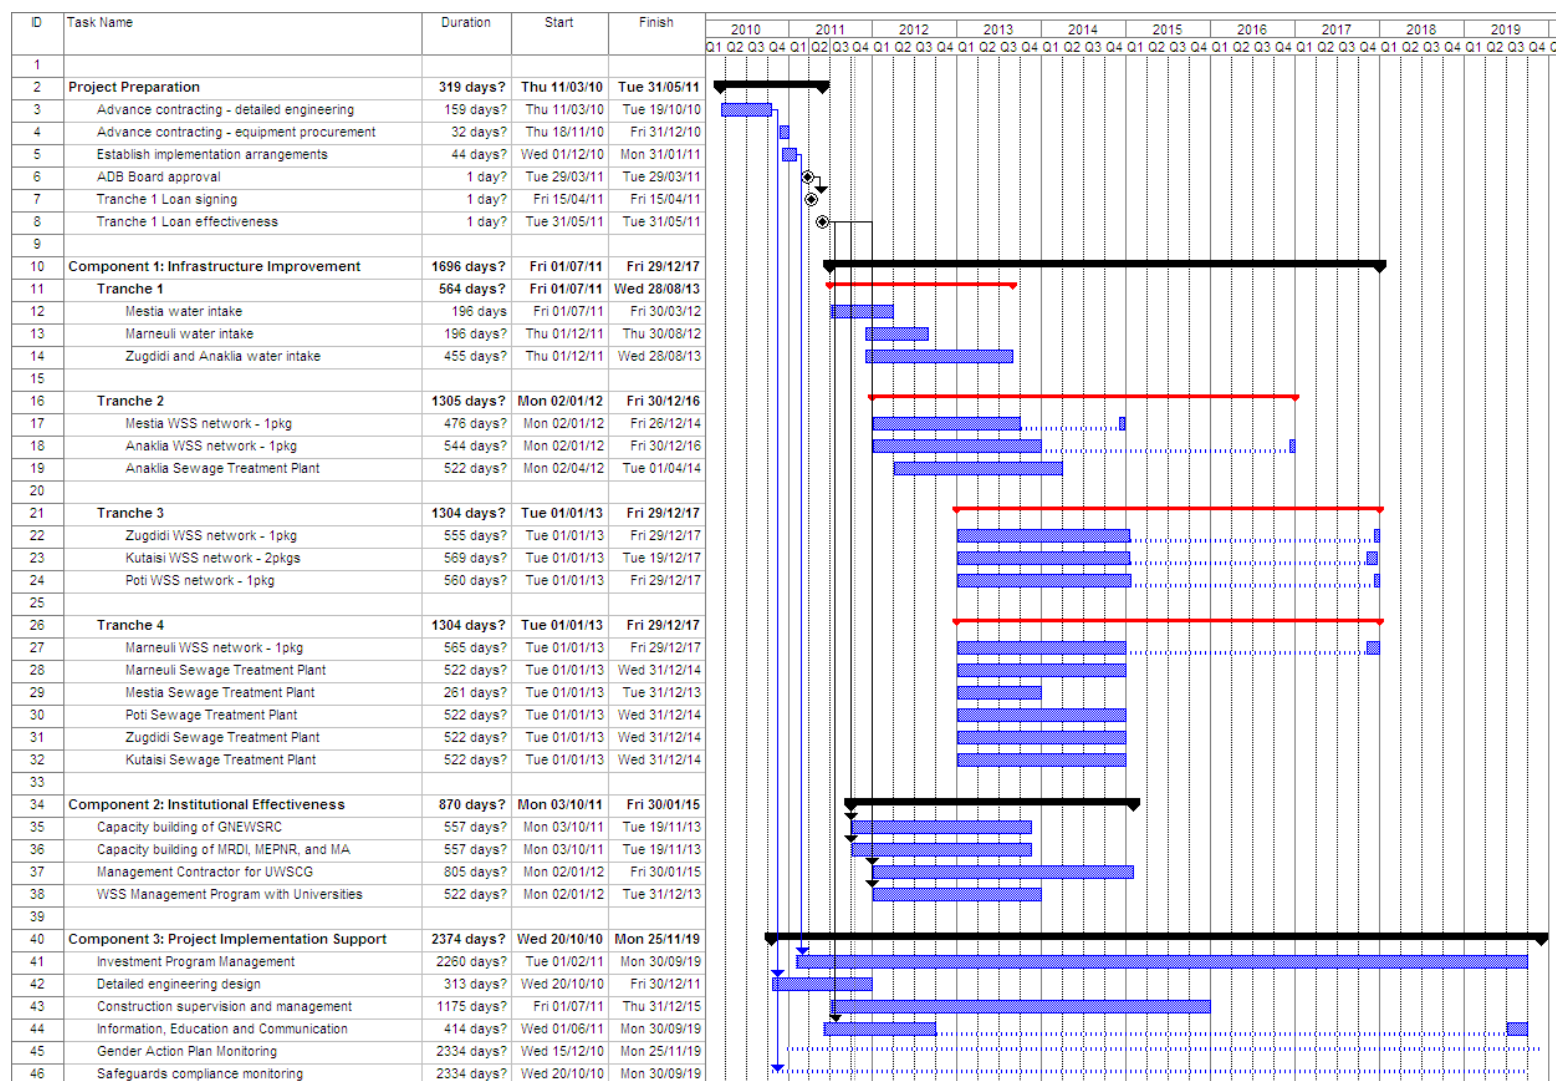 ID Task Name Duration Start Finish
2010 2011 2012 2013 2014 2015 2016 2017 2018 2019
Q1 Q2 Q3 Q4 Q1 Q2 Q3 Q4 Q1 Q2 Q3 Q4 Q1 Q2 Q3 Q4 Q1 Q2 Q3 Q4 Q1 Q2 Q3 Q4 Q1 Q2 Q3 Q4 Q1 Q2 Q3 Q4 Q1 Q2 Q3 Q4 Q1 Q2 Q3 Q4
1
2 Project Preparation 319 days? Thu 11/03/10 Tue 31/05/11
3 Advance contracting - detailed engineering 159 days? Thu 11/03/10 Tue 19/10/10
4 Advance contracting - equipment procurement 32 days? Thu 18/11/10 Fri 31/12/10
5 Establish implementation arrangements 44 days? Wed 01/12/10 Mon 31/01/11
6 ADB Board approval 1 day? Tue 29/03/11 Tue 29/03/11
7 Tranche 1 Loan signing 1 day? Fri 15/04/11 Fri 15/04/11
8 Tranche 1 Loan effectiveness 1 day? Tue 31/05/11 Tue 31/05/11
9
10 Component 1: Infrastructure Improvement 1696 days? Fri 01/07/11 Fri 29/12/17
11 Tranche 1 564 days? Fri 01/07/11 Wed 28/08/13
12 Mestia water intake 196 days Fri 01/07/11 Fri 30/03/12
13 Marneuli water intake 196 days? Thu 01/12/11 Thu 30/08/12
14 Zugdidi and Anaklia water intake 455 days? Thu 01/12/11 Wed 28/08/13
15
16 Tranche 2 1305 days? Mon 02/01/12 Fri 30/12/16
17 Mestia WSS network - 1pkg 476 days? Mon 02/01/12 Fri 26/12/14
18 Anaklia WSS network - 1pkg 544 days? Mon 02/01/12 Fri 30/12/16
19 Anaklia Sewage Treatment Plant 522 days? Mon 02/04/12 Tue 01/04/14
20
21 Tranche 3 1304 days? Tue 01/01/13 Fri 29/12/17
22 Zugdidi WSS network - 1pkg 555 days? Tue 01/01/13 Fri 29/12/17
23 Kutaisi WSS network - 2pkgs 569 days? Tue 01/01/13 Tue 19/12/17
24 Poti WSS network - 1pkg 560 days? Tue 01/01/13 Fri 29/12/17
25
26 Tranche 4 1304 days? Tue 01/01/13 Fri 29/12/17
27 Marneuli WSS network - 1pkg 565 days? Tue 01/01/13 Fri 29/12/17
28 Marneuli Sewage Treatment Plant 522 days? Tue 01/01/13 Wed 31/12/14
29 Mestia Sewage Treatment Plant 261 days? Tue 01/01/13 Tue 31/12/13
30 Poti Sewage Treatment Plant 522 days? Tue 01/01/13 Wed 31/12/14
31 Zugdidi Sewage Treatment Plant 522 days? Tue 01/01/13 Wed 31/12/14
32 Kutaisi Sewage Treatment Plant 522 days? Tue 01/01/13 Wed 31/12/14
33
34 Component 2: Institutional Effectiveness 870 days? Mon 03/10/11 Fri 30/01/15
35 Capacity building of GNEWSRC 557 days? Mon 03/10/11 Tue 19/11/13
36 Capacity building of MRDI, MEPNR, and MA 557 days? Mon 03/10/11 Tue 19/11/13
37 Management Contractor for UWSCG 805 days? Mon 02/01/12 Fri 30/01/15
38 WSS Management Program with Universities 522 days? Mon 02/01/12 Tue 31/12/13
39
40 Component 3: Project Implementation Support 2374 days? Wed 20/10/10 Mon 25/11/19
41 Investment Program Management 2260 days? Tue 01/02/11 Mon 30/09/19
42 Detailed engineering design 313 days? Wed 20/10/10 Fri 30/12/11
43 Construction supervision and management 1175 days? Fri 01/07/11 Thu 31/12/15
44 Information, Education and Communication 414 days? Wed 01/06/11 Mon 30/09/19
45 Gender Action Plan Monitoring 2334 days? Wed 15/12/10 Mon 25/11/19
46 Safeguards compliance monitoring 2334 days? Wed 20/10/10 Mon 30/09/19